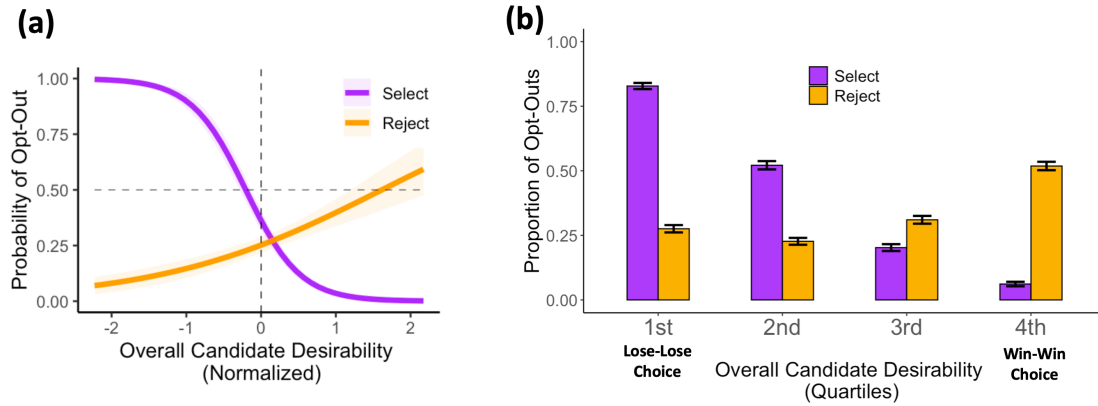 (a)
Probability of Opt-Out
1.00
0.75
0.50
0.25
0.00
Select
Reject
-2
-1
0
1
2
Overall Candidate Desirability
(Normalized)
(b)
Proportion of Opt-Outs
1.00
0.75
0.50
0.25
0.00
Select
Reject
1st
2nd
3rd
4th
Lose-Lose
Choice
Win-Win
Choice
Overall Candidate Desirability
(Quartiles)